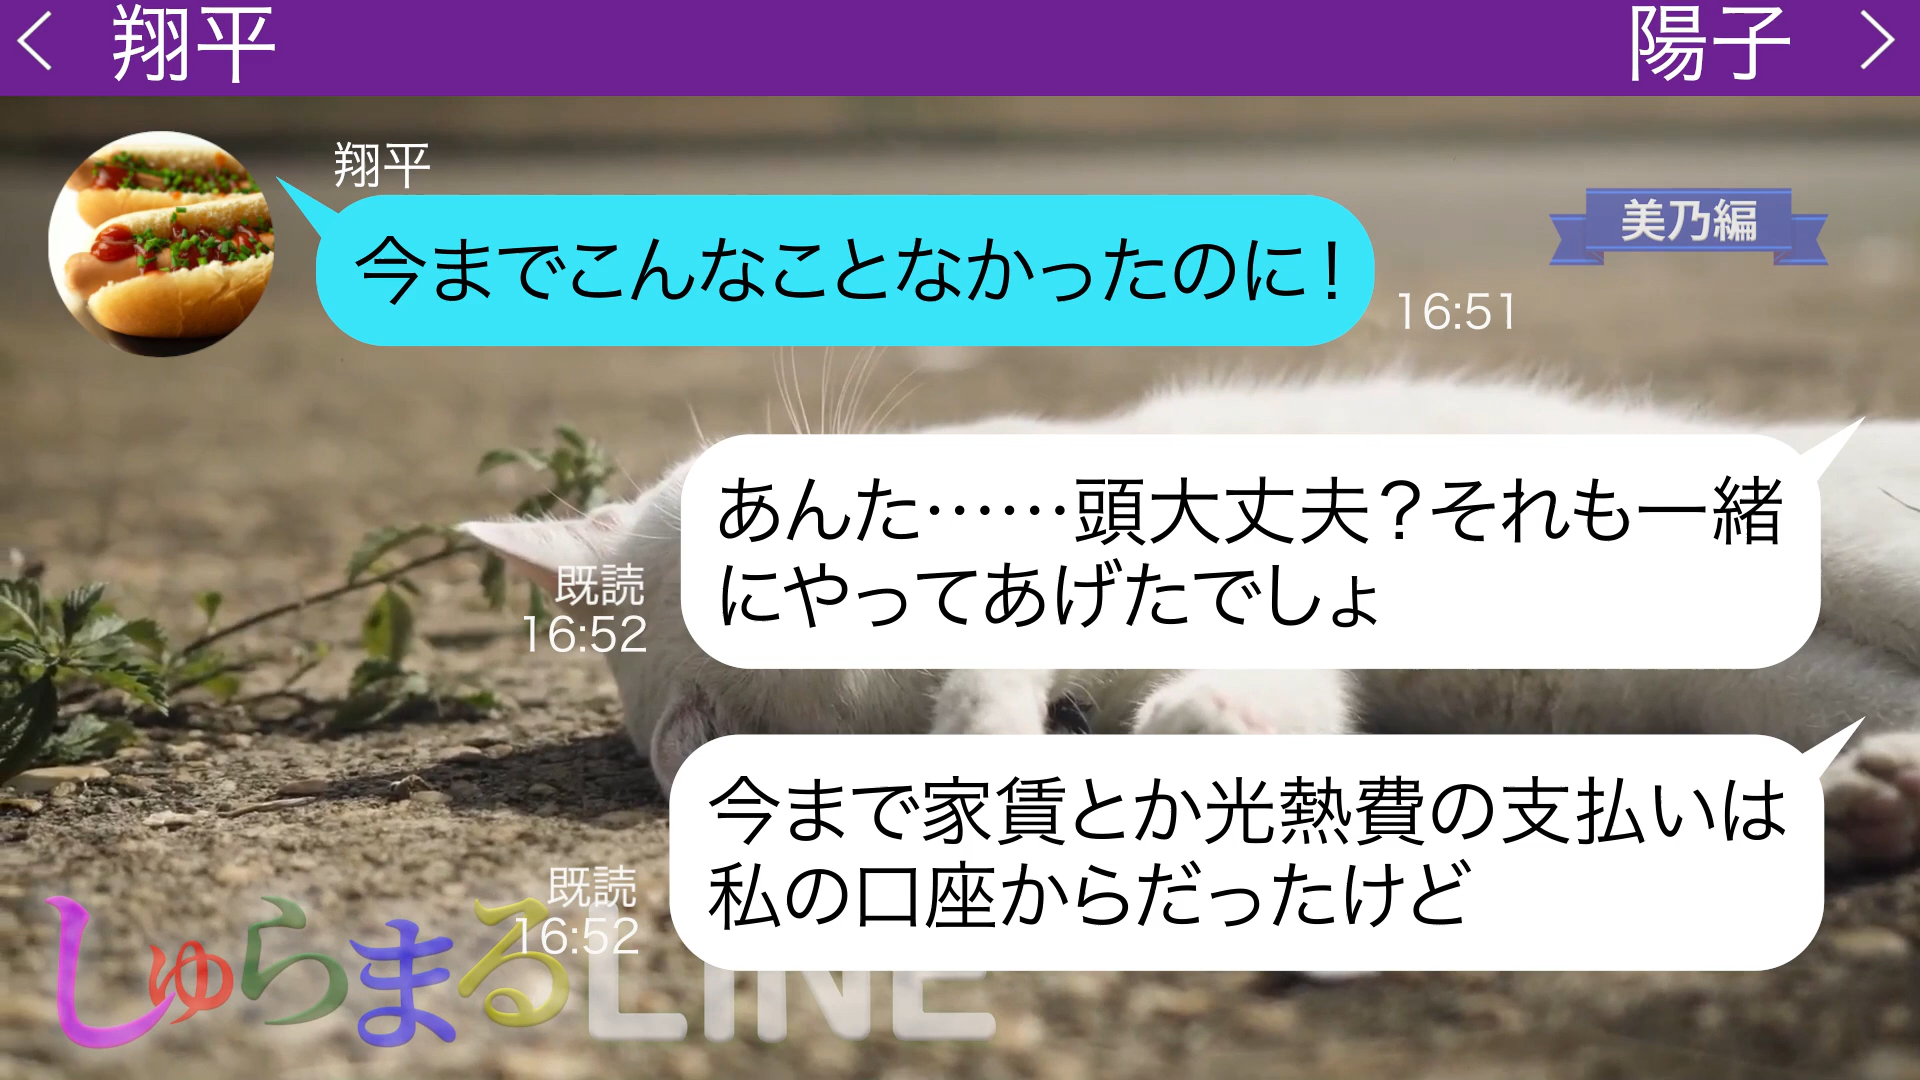 翔平
陽子
翔平
今までこんなことなかったのに！
16:51
美乃編
あんた……頭大丈夫？それも一緒
にやってあげたでしょ
既読
16:52
今まで家賃とか光熱費の支払いは
私の口座からだったけど
既読
16:52
しゅらまるLINE